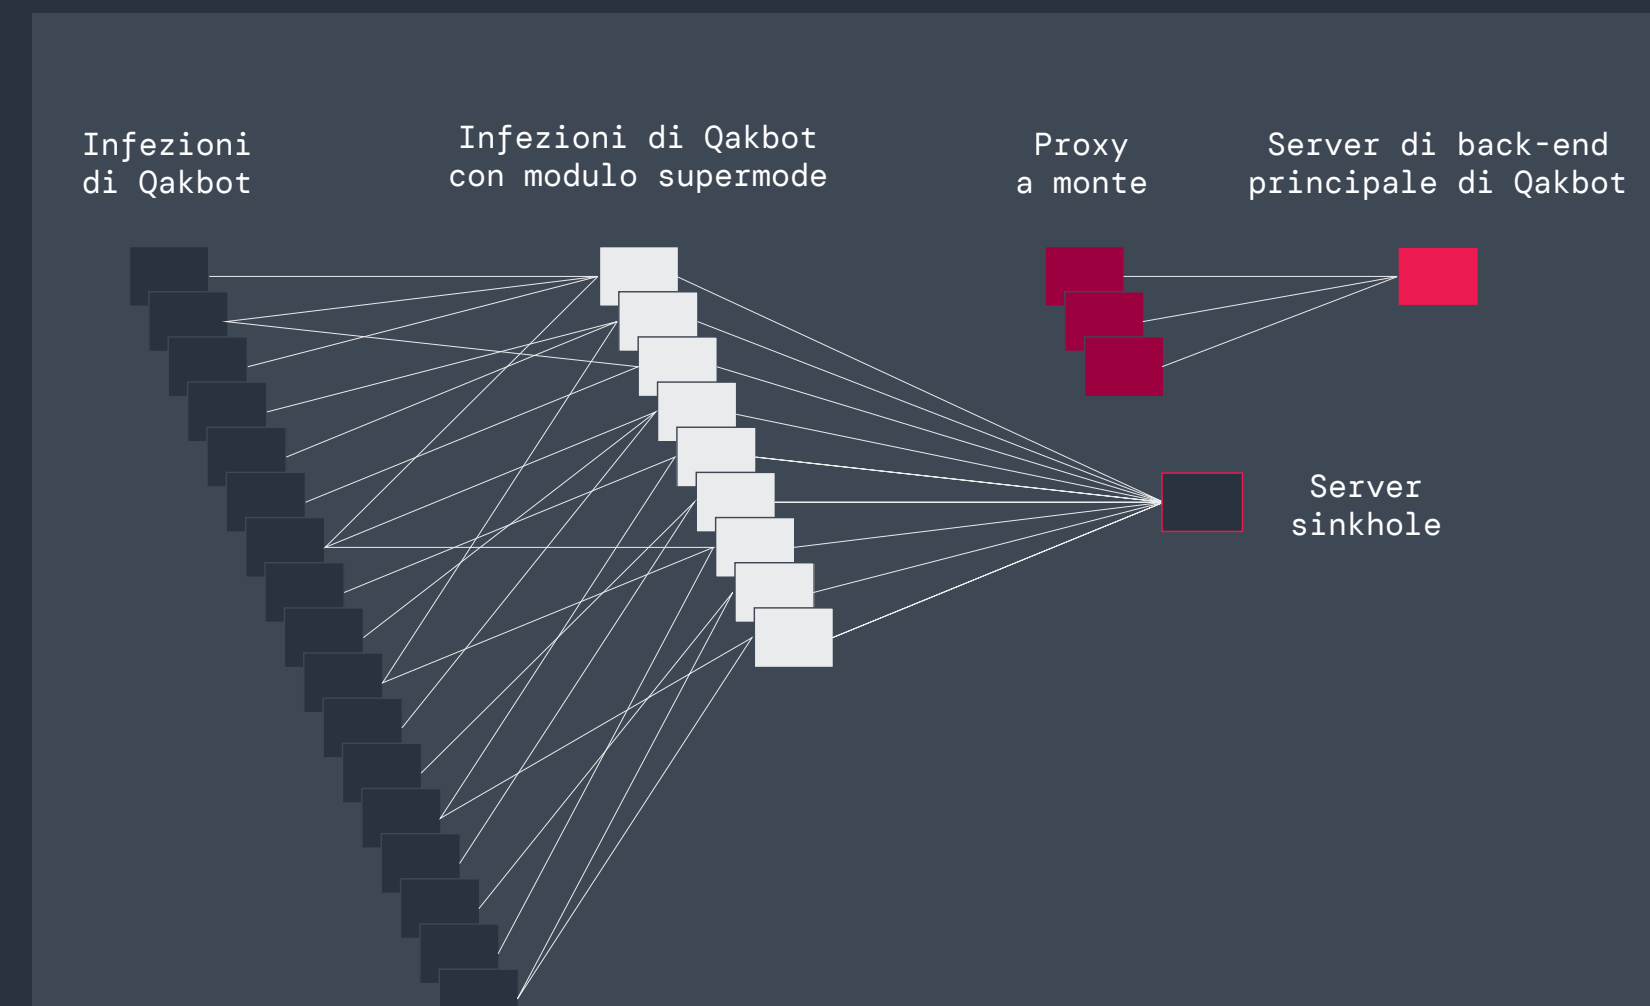 Infezioni
di Qakbot
Infezioni di Qakbot
con modulo supermode
Proxy
a monte
Server di back-end
principale di Qakbot
Server
sinkhole